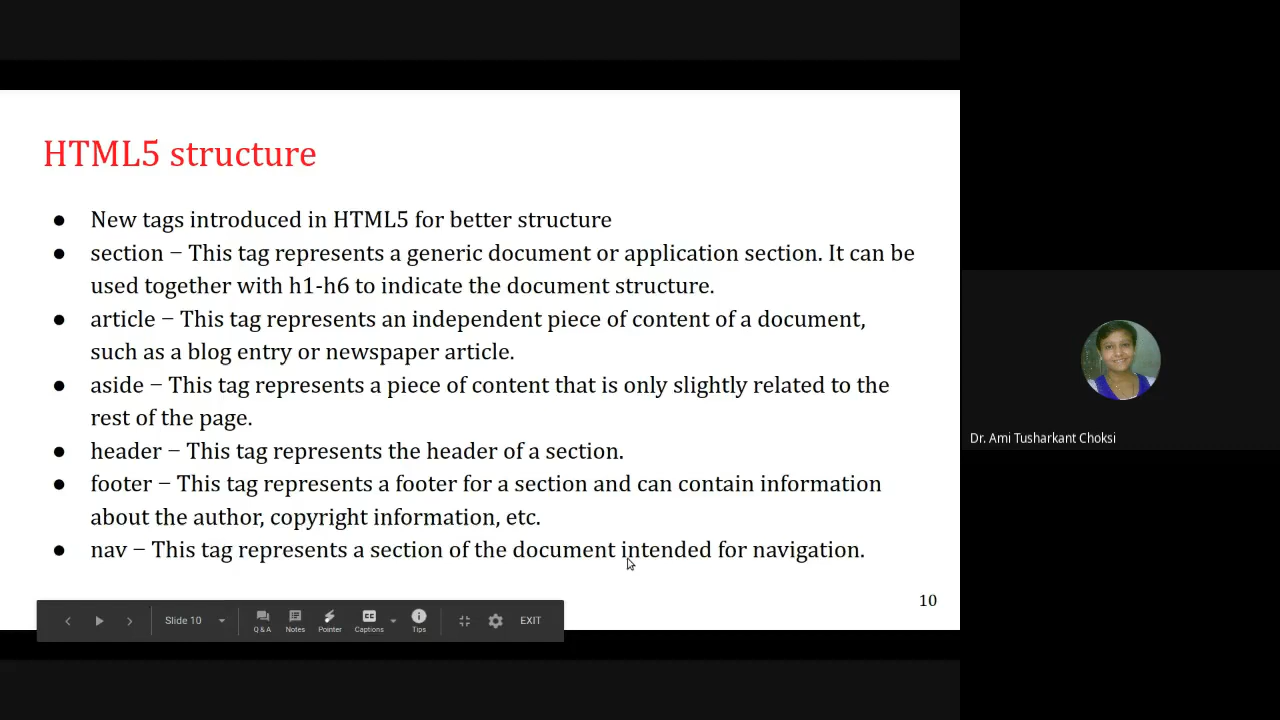 HTML5 structure
● New tags introduced in HTML5 for better structure
● section − This tag represents a generic document or application section. It can be
used together with h1-h6 to indicate the document structure.
● article − This tag represents an independent piece of content of a document,
such as a blog entry or newspaper article.
● aside − This tag represents a piece of content that is only slightly related to the
rest of the page.
● header − This tag represents the header of a section.
● footer − This tag represents a footer for a section and can contain information
about the author, copyright information, etc.
● nav − This tag represents a section of the document intended for navigation.
10
Slide 10
Q & A
Notes
Pointer
CC
Captions
Tips
EXIT
Dr. Ami Tusharkant Choksi